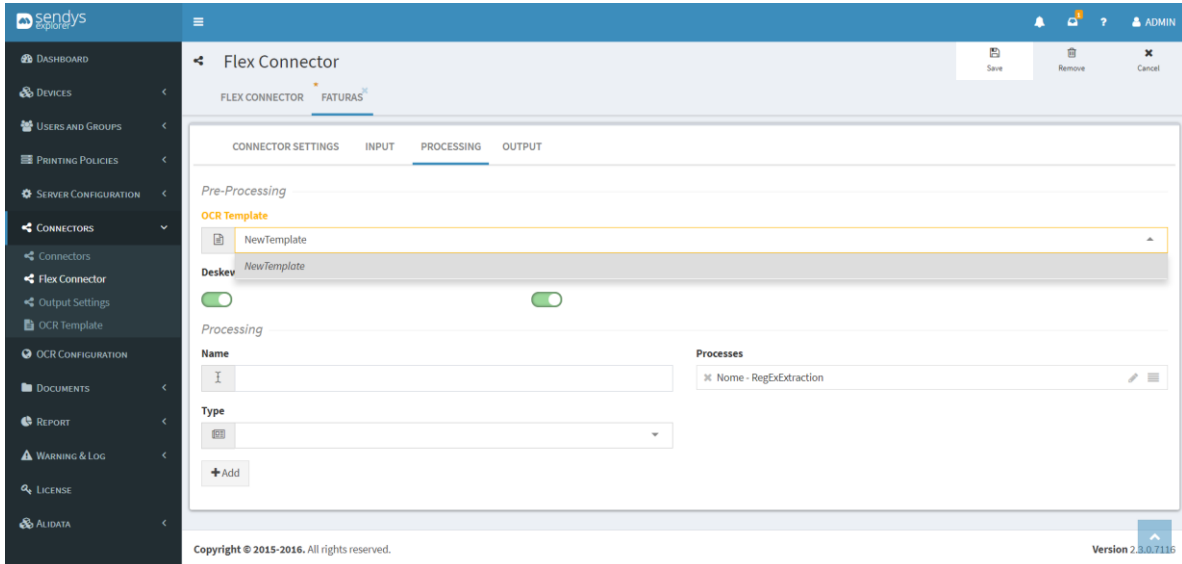 sendys
explorer
1
?
ADMIN
DASHBOARD
DEVICES
USERS AND GROUPS
PRINTING POLICIES
SERVER CONFIGURATION
CONNECTORS
Connectors
Flex Connector
Output Settings
OCR Template
OCR CONFIGURATION
DOCUMENTS
REPORT
WARNING & LOG
LICENSE
ALIDATA
Flex Connector
Save
Remove
Cancel
FLEX CONNECTOR
FATURAS
CONNECTOR SETTINGS
INPUT
PROCESSING
OUTPUT
Pre-Processing
OCR Template
NewTemplate
NewTemplate
Deskew
Processing
Name
Processes
Nome - RegExExtraction
Type
+Add
Copyright © 2015-2016. All rights reserved.
Version 2.3.0.7116